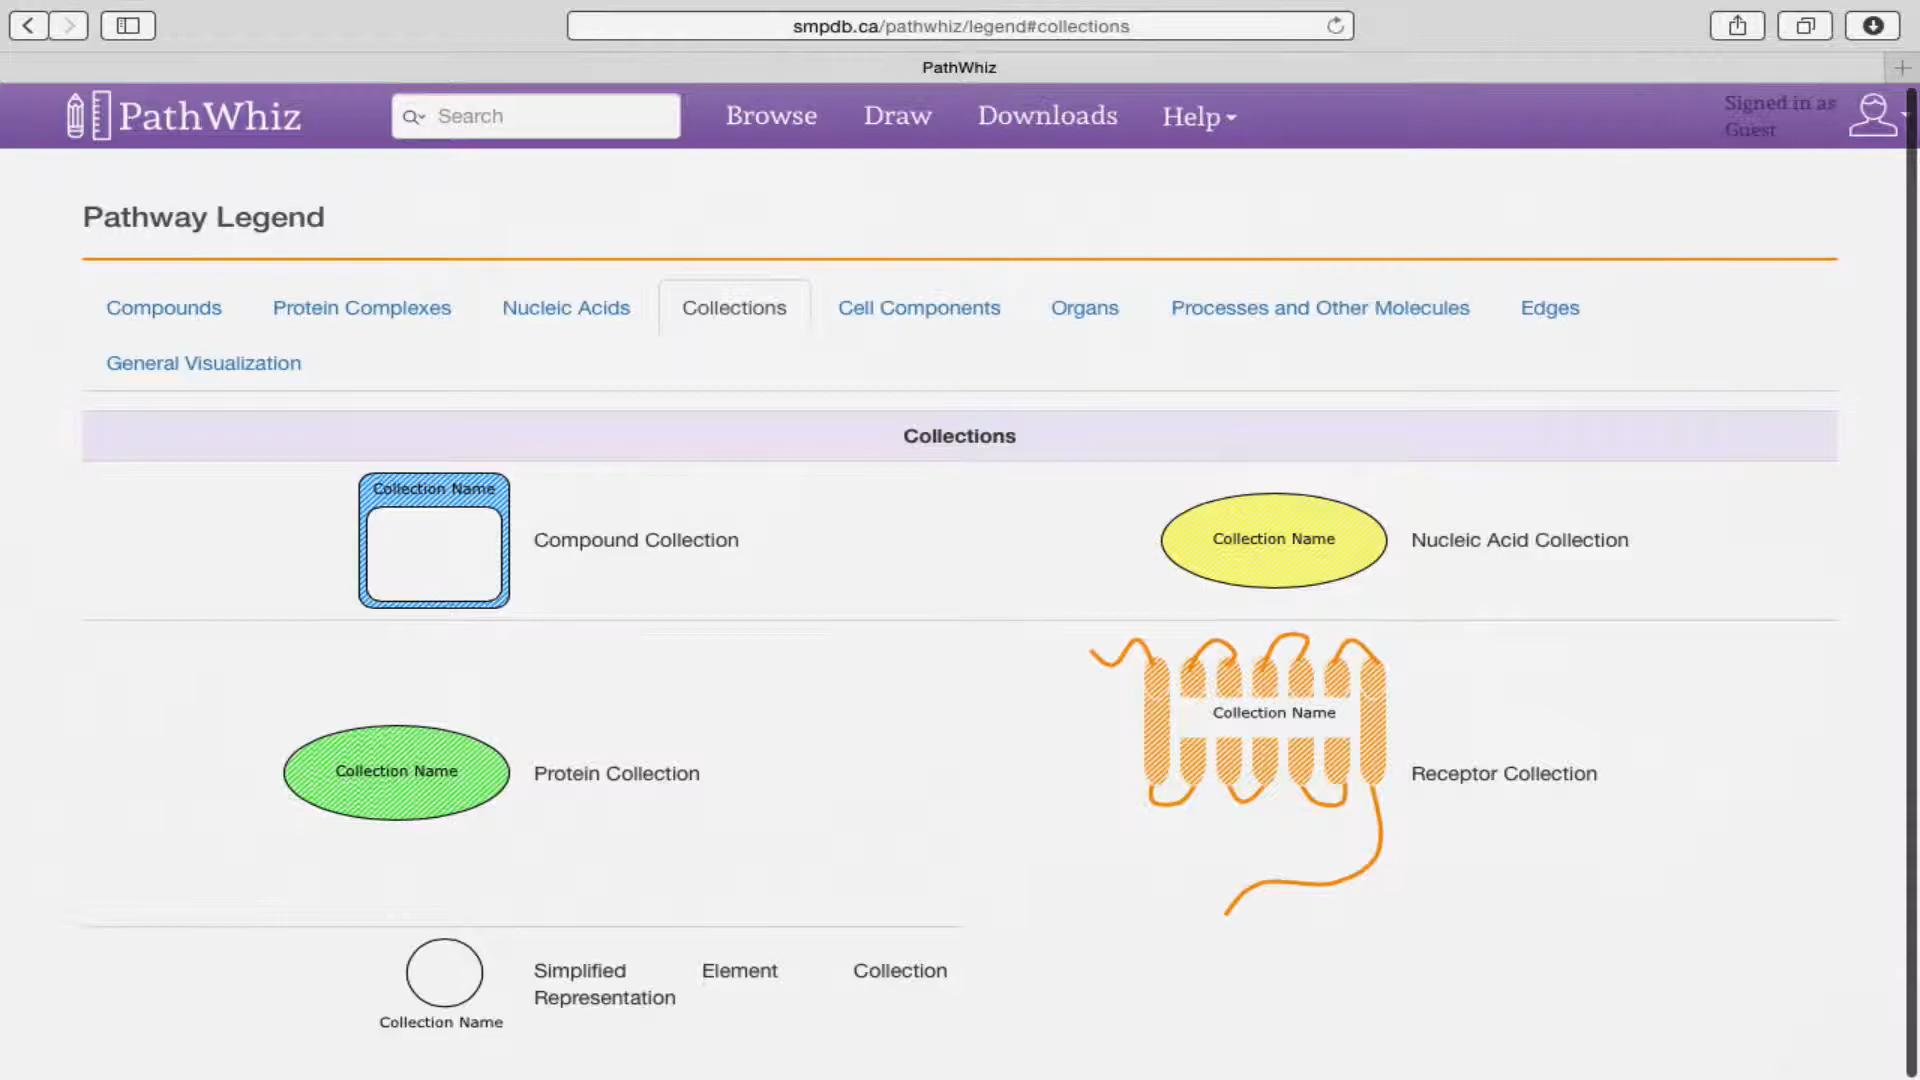 smpdb.ca/pathwhiz/legend#collections
PathWhiz
PathWhiz
Search
Browse
Draw
Downloads
Help
Signed in as
Guest
Pathway Legend
Compounds
Protein Complexes
Nucleic Acids
Collections
Cell Components
Organs
Processes and Other Molecules
Edges
General Visualization
Collections
Collection Name
Compound Collection
Collection Name
Nucleic Acid Collection
Collection Name
Protein Collection
Collection Name
Receptor Collection
Simplified Element Collection
Representation
Collection Name